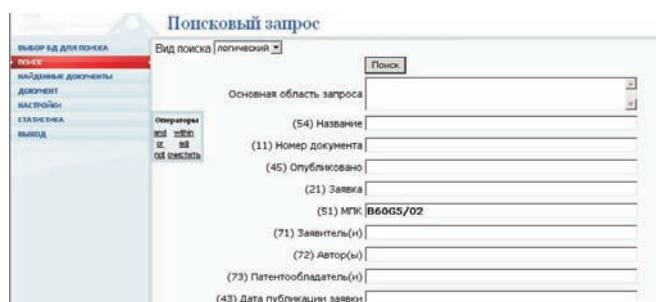 Поисковый запрос
ВЫБОР БД ДЛЯ ПОИСКА
ПОИСК
НАЙДЕННЫЕ ДОКУМЕНТЫ
ДОКУМЕНТ
НАСТРОЙКИ
СТАТИСТИКА
ВЫХОД
Вид поиска логический
Поиск
Основная область запроса
Операторы
and within
or adj
not очистить
(54) Название
(11) Номер документа
(45) Опубликовано
(21) Заявка
(51) МПК B60G5/02
(71) Заявитель(и)
(72) Автор(ы)
(73) Патентообладатель(и)
(43) Дата публикации заявки